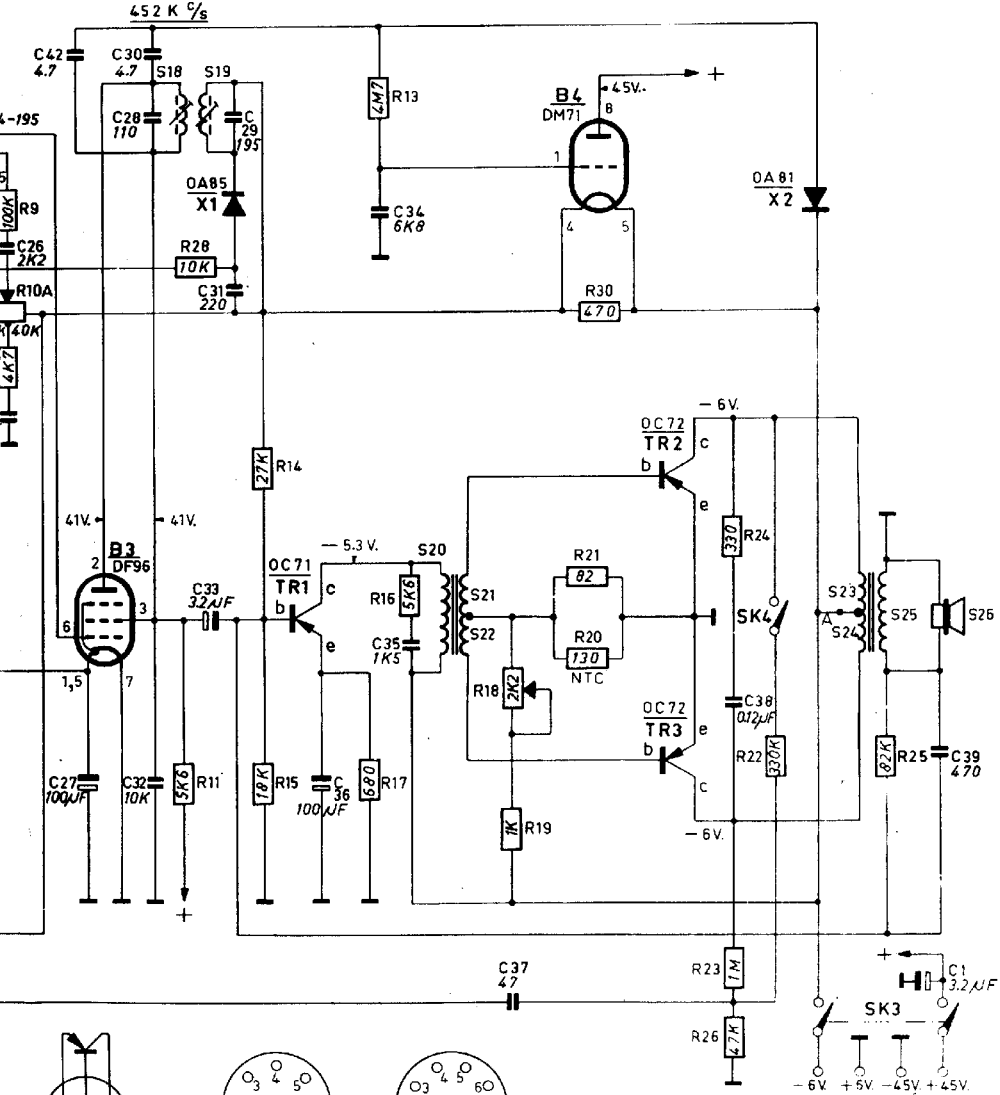 452 K c/s
C42
4.7
C30
4.7
S18
S19
R13
4M7
45V.
B4
DM71
8
1
4
5
C28
110
C
29
195
4-195
OA85
X1
OA81
X2
C34
6K8
5
R9
100K
C26
2K2
R28
10K
R10A
C31
220
R30
470
K
40K
4K7
R14
27K
41V.
41V.
B3
DF96
2
3
6
1,5
7
C33
3.2µF
OC71
TR1
b
c
e
– 5.3 V.
S20
R16
5K6
C35
1K5
S21
S22
R21
82
R20
130
NTC
R18
2K2
OC72
TR2
b
c
e
– 6V.
R24
330
SK4
S23
S24
A
S25
S26
OC72
TR3
b
e
c
– 6V.
C38
0.12µF
R22
330K
R25
82K
C39
470
C27
100µF
C32
10K
R11
5K6
+
R15
18K
C
36
100µF
R17
680
R19
1K
C37
47
R23
1M
R26
47K
+
C1
3.2µF
SK3
– 6V.
+ 6V.
– 45V.
+ 45V.
+
3
4
5
3
4
5
6